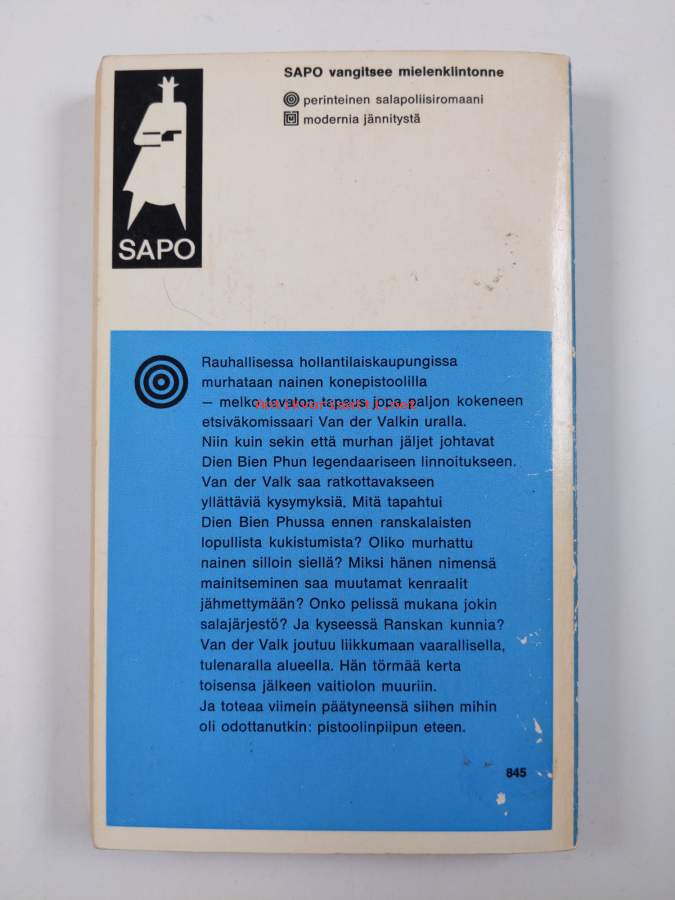 SAPO vangitsee mielenkiintonne
perinteinen salapoliisiromaani
modernia jännitystä
SAPO
Rauhallisessa hollantilaiskaupungissa
murhataan nainen konepistoolilla
— melko tavaton tapaus jopa paljon kokeneen
etsiväkomissaari Van der Valkin uralla.
Niin kuin sekin että murhan jäljet johtavat
Dien Bien Phun legendaariseen linnoitukseen.
Van der Valk saa ratkottavakseen
yllättäviä kysymyksiä. Mitä tapahtui
Dien Bien Phussa ennen ranskalaisten
lopullista kukistumista? Oliko murhattu
nainen silloin siellä? Miksi hänen nimensä
mainitseminen saa muutamat kenraalit
jähmettymään? Onko pelissä mukana jokin
salajärjestö? Ja kyseessä Ranskan kunnia?
Van der Valk joutuu liikkumaan vaarallisella,
tulenaralla alueella. Hän törmää kerta
toisensa jälkeen vaitiolon muuriin.
Ja toteaa viimein päätyneensä siihen mihin
oli odottanutkin: pistoolinpiipun eteen.
845